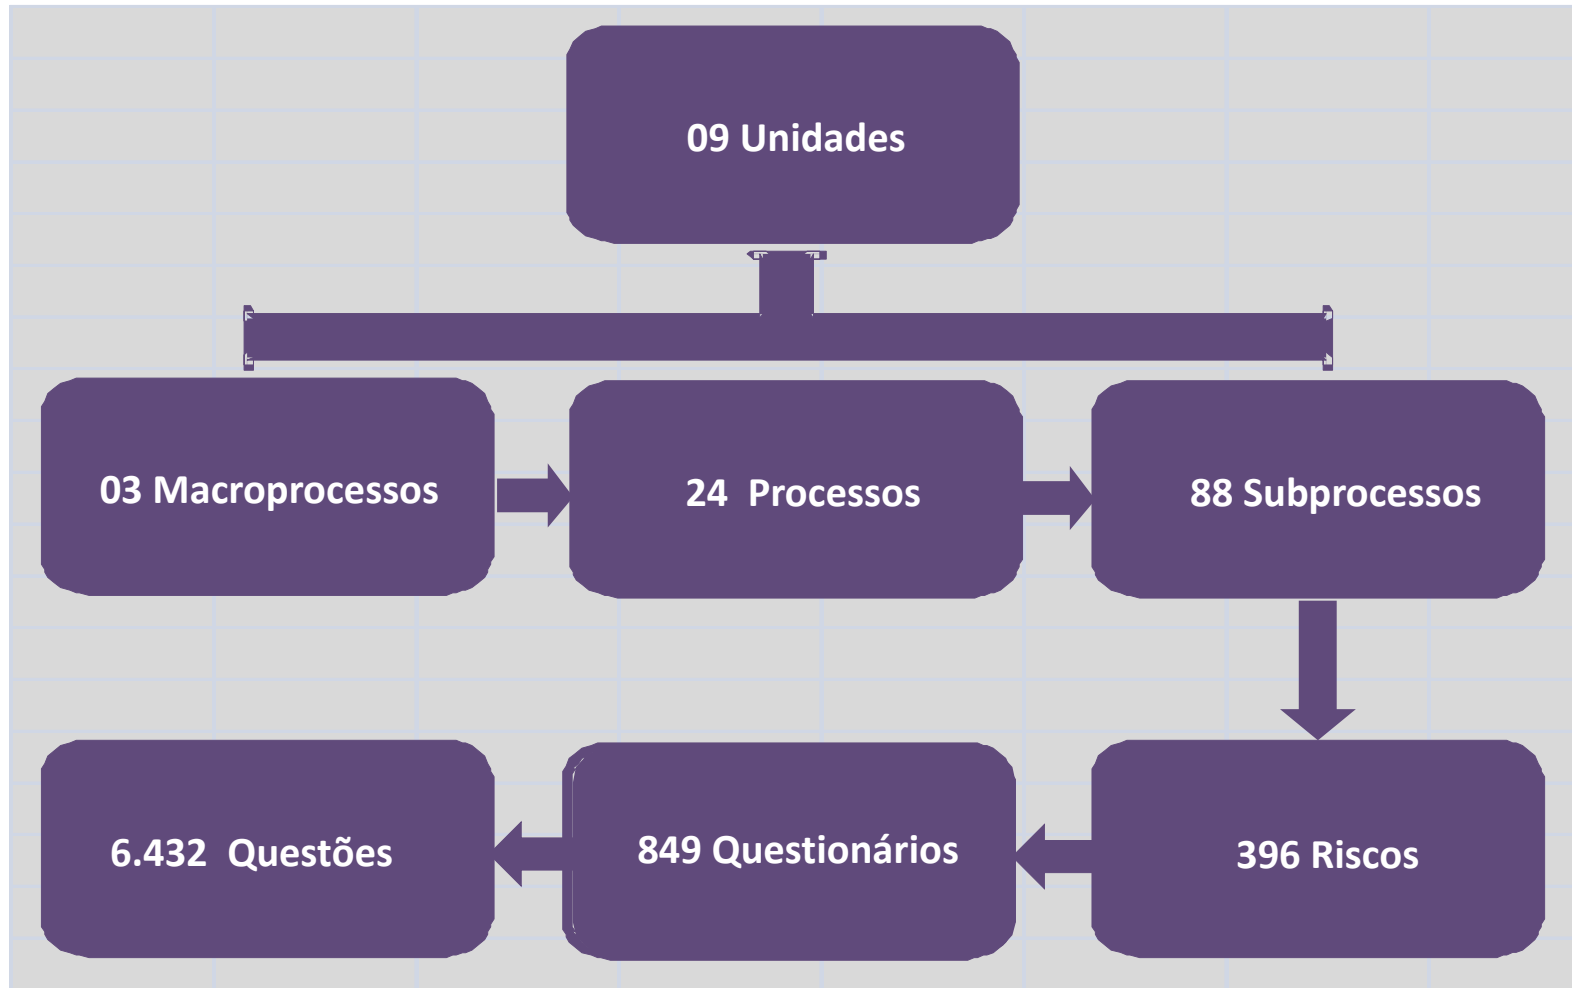 09 Unidades
03 Macroprocessos
24 Processos
88 Subprocessos
6.432 Questões
849 Questionários
396 Riscos